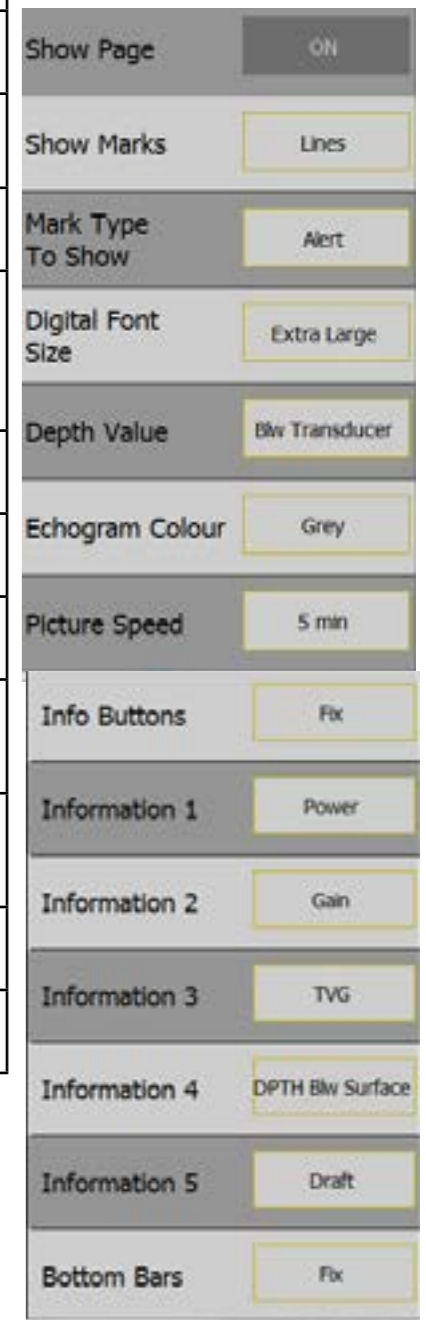 Show Page ON
Show Marks Lines
Mark Type
To Show Alert
Digital Font
Size Extra Large
Depth Value Blw Transducer
Echogram Colour Grey
Picture Speed 5 min
Info Buttons Fix
Information 1 Power
Information 2 Gain
Information 3 TVG
Information 4 DPTH Blw Surface
Information 5 Draft
Bottom Bars Fix